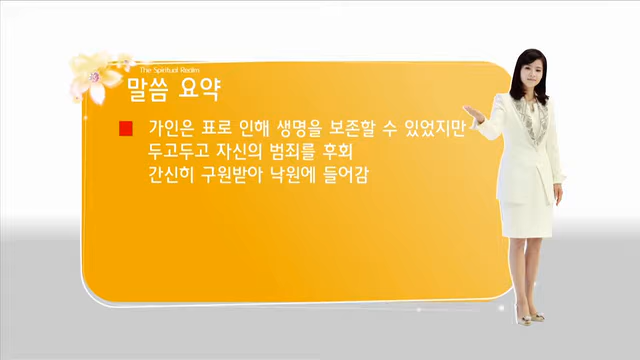 The Spiritual Realm
말씀 요약
가인은 표로 인해 생명을 보존할 수 있었지만
두고두고 자신의 범죄를 후회
간신히 구원받아 낙원에 들어감